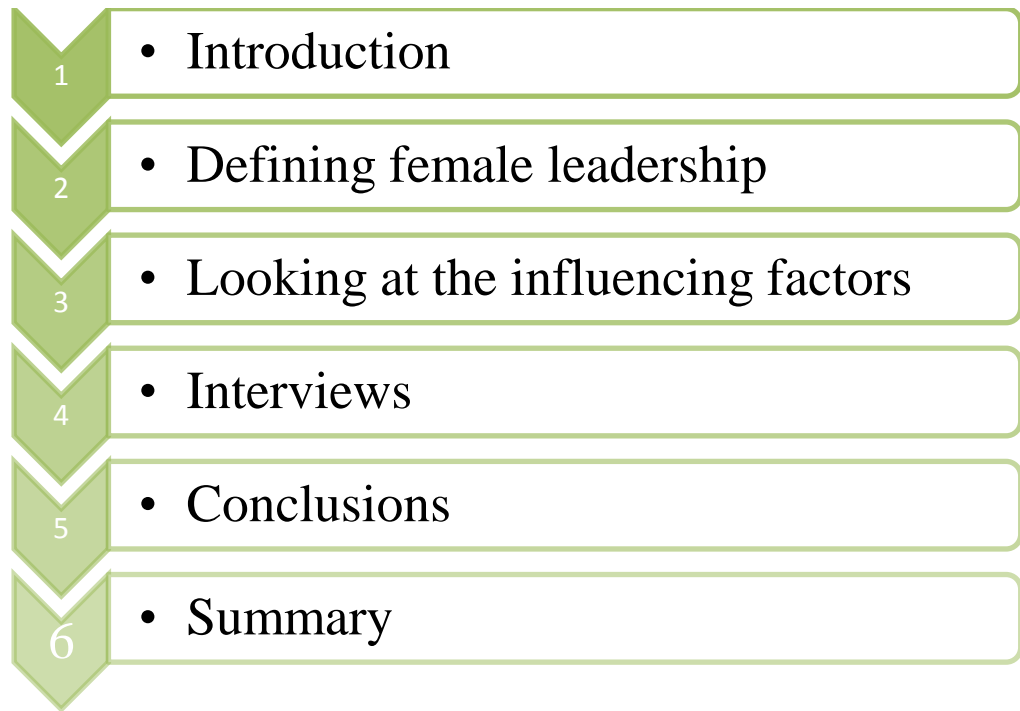 1 • Introduction
2 • Defining female leadership
3 • Looking at the influencing factors
4 • Interviews
5 • Conclusions
6 • Summary